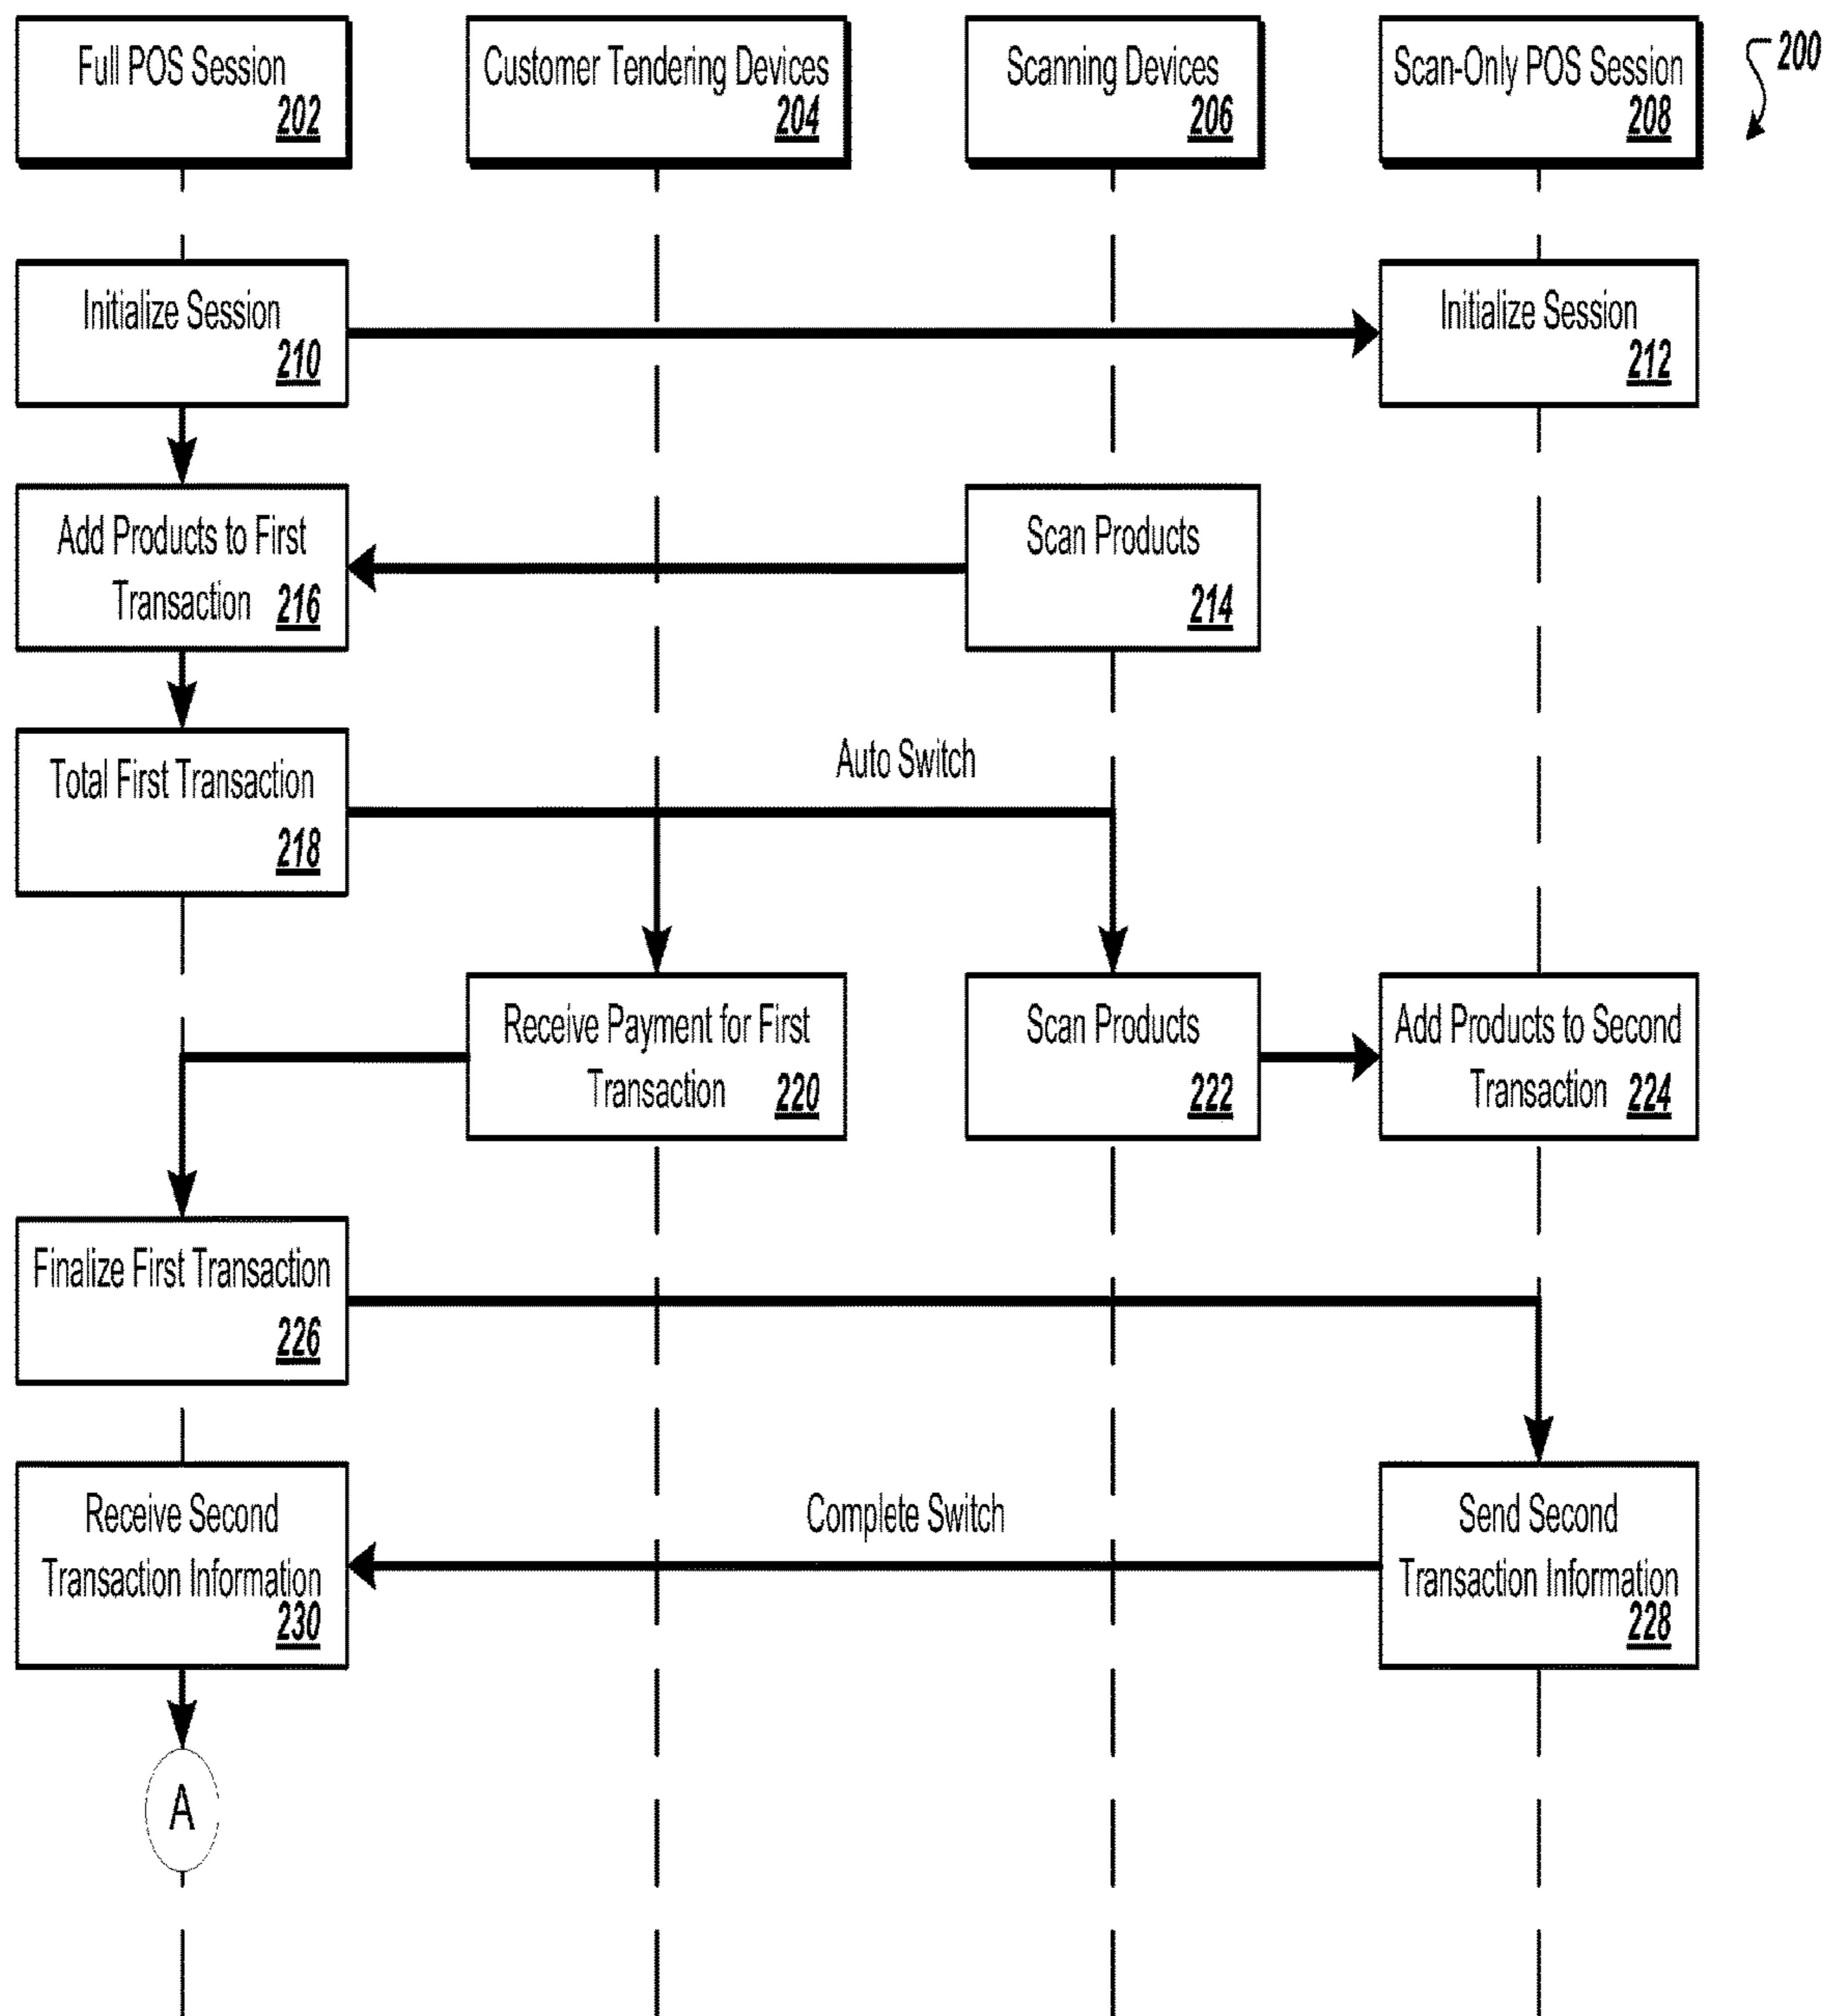 Full POS Session
202
Customer Tendering Devices
204
Scanning Devices
206
Scan-Only POS Session
208
200
Initialize Session
210
Initialize Session
212
Add Products to First
Transaction 216
Scan Products
214
Total First Transaction
218
Auto Switch
Receive Payment for First
Transaction 220
Scan Products
222
Add Products to Second
Transaction 224
Finalize First Transaction
226
Receive Second
Transaction Information
230
Complete Switch
Send Second
Transaction Information
228
A